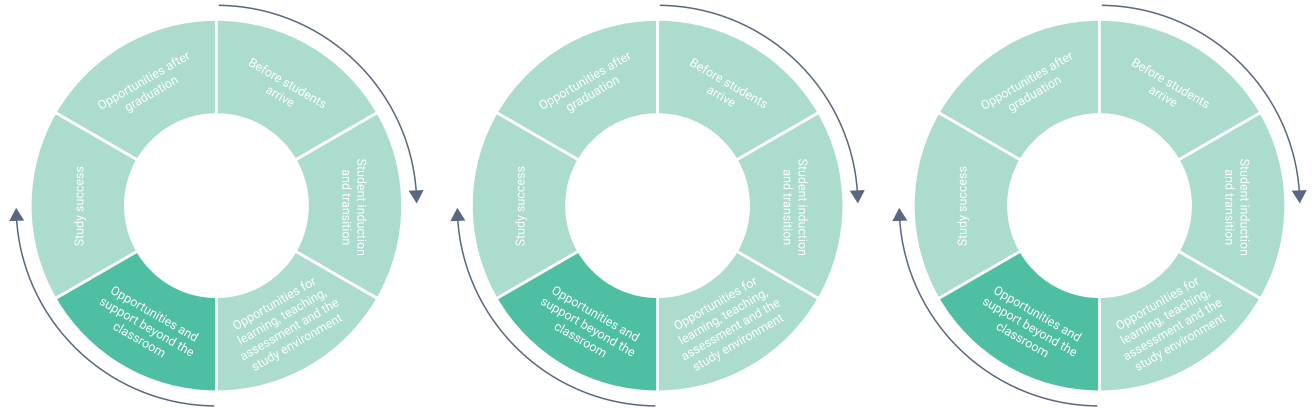 Before students
arrive
Student induction
and transition
Opportunities for
learning, teaching,
assessment and the
study environment
Opportunities and
support beyond the
classroom
Study success
Opportunities after
graduation
Before students
arrive
Student induction
and transition
Opportunities for
learning, teaching,
assessment and the
study environment
Opportunities and
support beyond the
classroom
Study success
Opportunities after
graduation
Before students
arrive
Student induction
and transition
Opportunities for
learning, teaching,
assessment and the
study environment
Opportunities and
support beyond the
classroom
Study success
Opportunities after
graduation